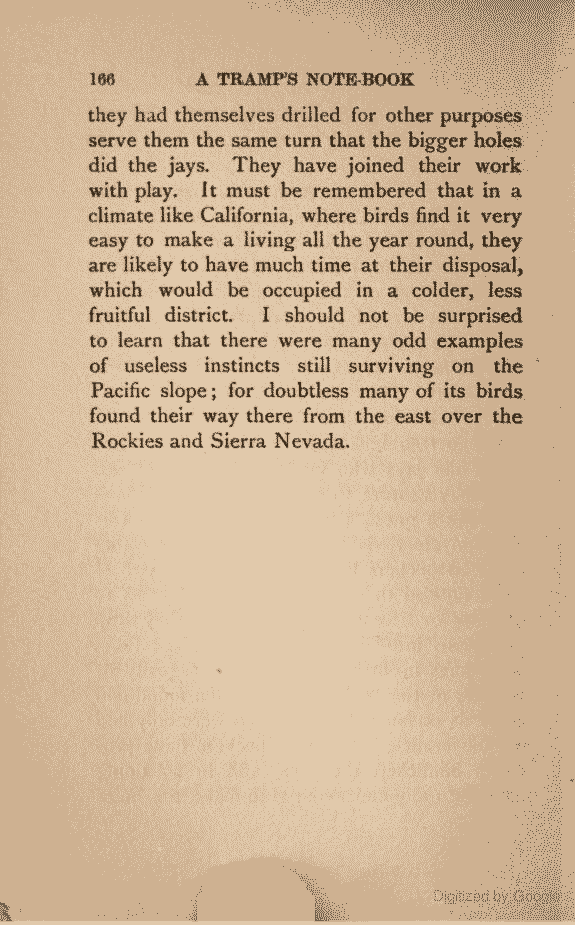 166 A TRAMP'S NOTE-BOOK
they had themselves drilled for other purposes
serve them the same turn that the bigger holes
did the jays. They have joined their work
with play. It must be remembered that in a
climate like California, where birds find it very
easy to make a living all the year round, they
are likely to have much time at their disposal,
which would be occupied in a colder, less
fruitful district. I should not be surprised
to learn that there were many odd examples
of useless instincts still surviving on the
Pacific slope; for doubtless many of its birds
found their way there from the east over the
Rockies and Sierra Nevada.
Digitized by Google